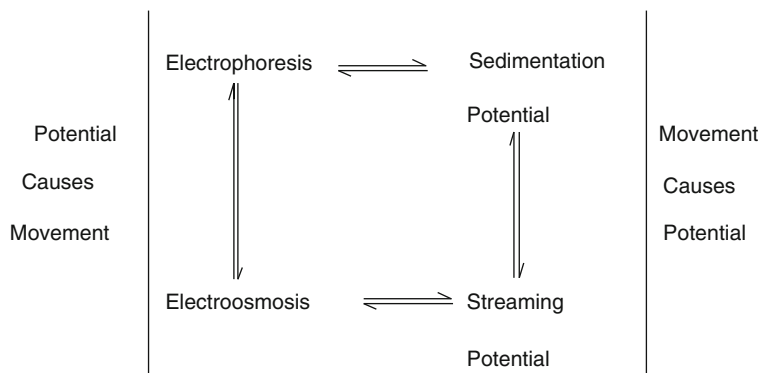 Electrophoresis
Sedimentation
Potential
Potential
Causes
Movement
Movement
Causes
Potential
Electroosmosis
Streaming
Potential